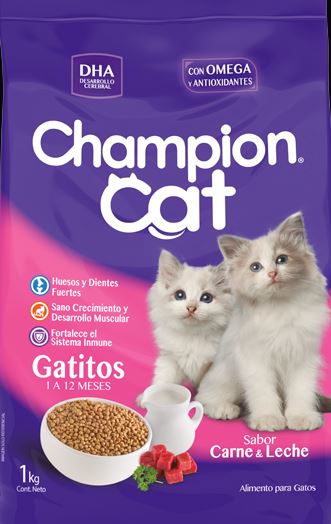 DHA
DESARROLLO
CEREBRAL
CON OMEGA
y ANTIOXIDANTES
Champion®
Cat
Huesos y Dientes
Fuertes
Sano Crecimiento y
Desarrollo Muscular
Fortalece el
Sistema Inmune
Gatitos
1 A 12 MESES
1kg
Cont. Neto
Sabor
Carne & Leche
Alimento para Gatos